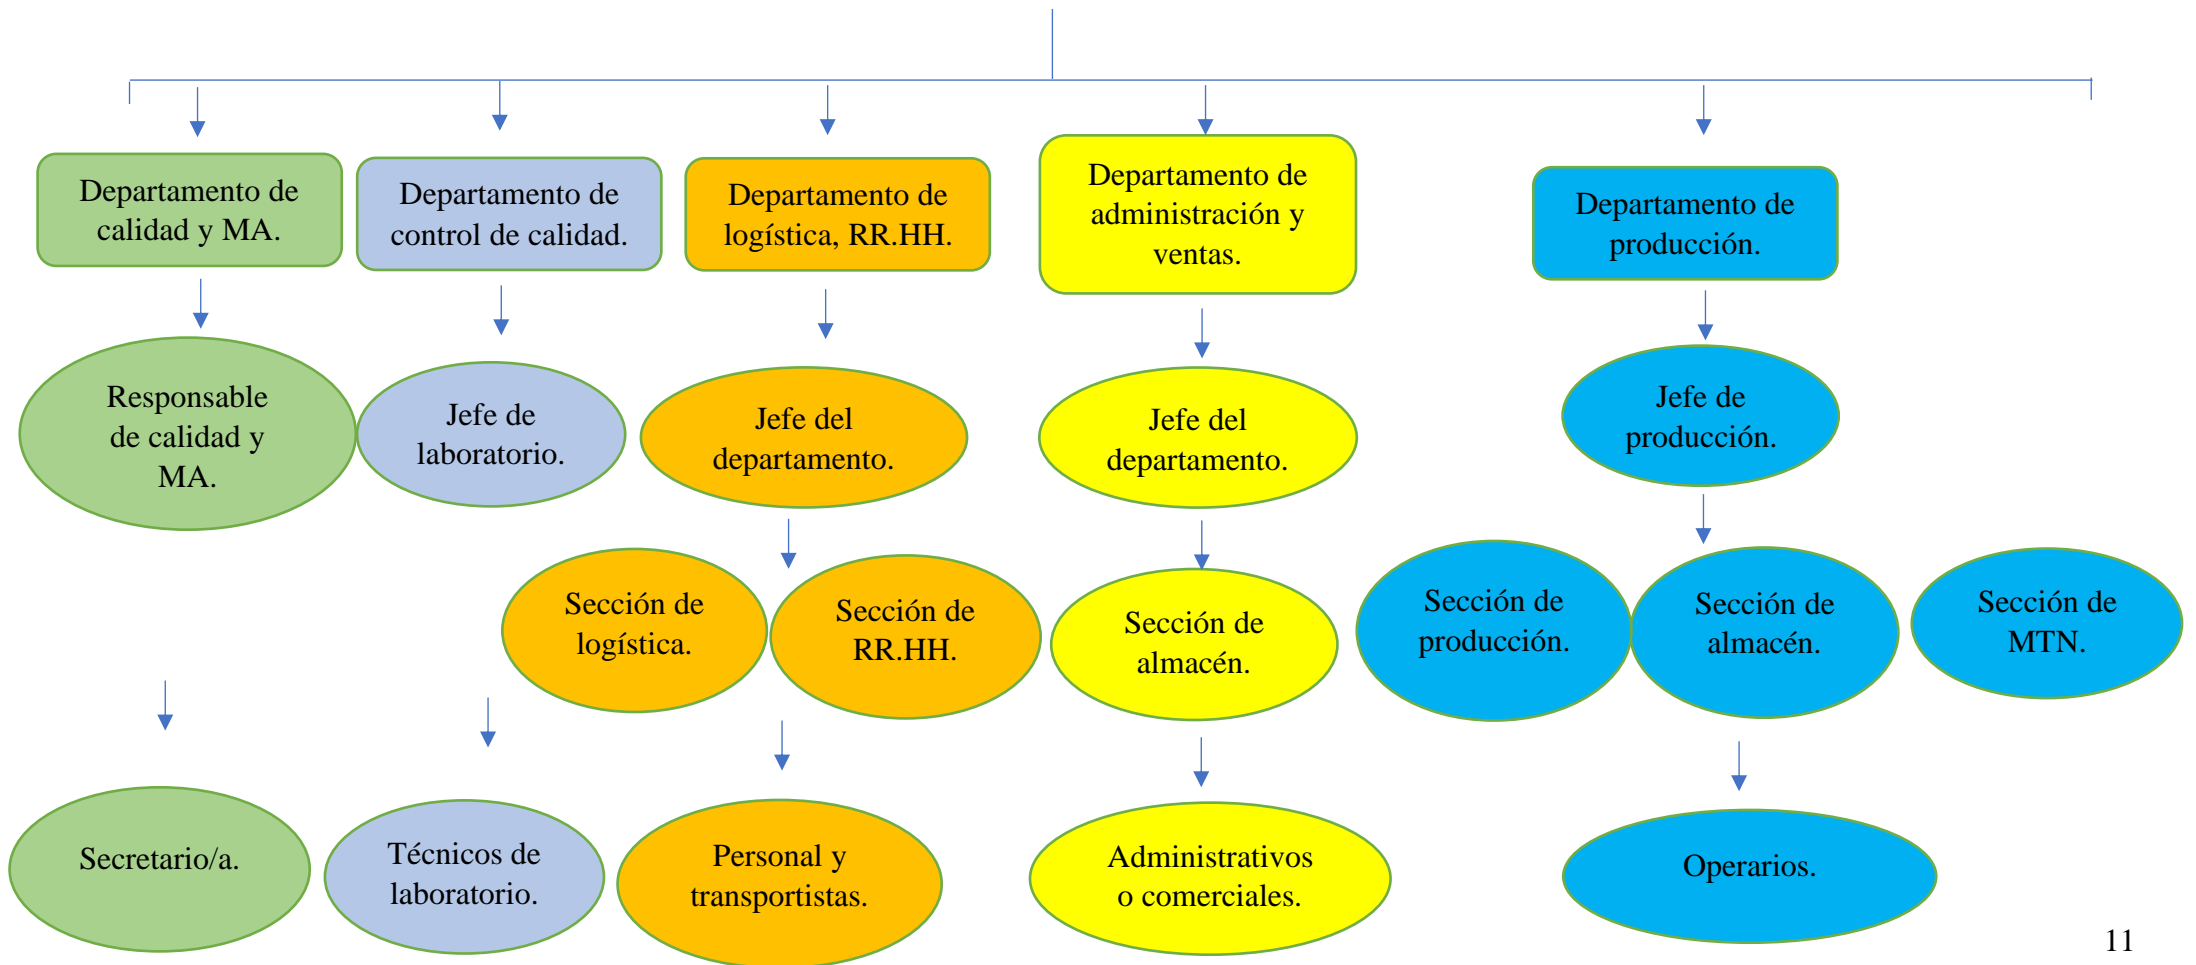 Departamento de
calidad y MA.
Departamento de
control de calidad.
Departamento de
logística, RR.HH.
Departamento de
administración y
ventas.
Departamento de
producción.
Responsable
de calidad y
MA.
Jefe de
laboratorio.
Jefe del
departamento.
Jefe del
departamento.
Jefe de
producción.
Sección de
logística.
Sección de
RR.HH.
Sección de
almacén.
Sección de
producción.
Sección de
almacén.
Sección de
MTN.
Secretario/a.
Técnicos de
laboratorio.
Personal y
transportistas.
Administrativos
o comerciales.
Operarios.
11